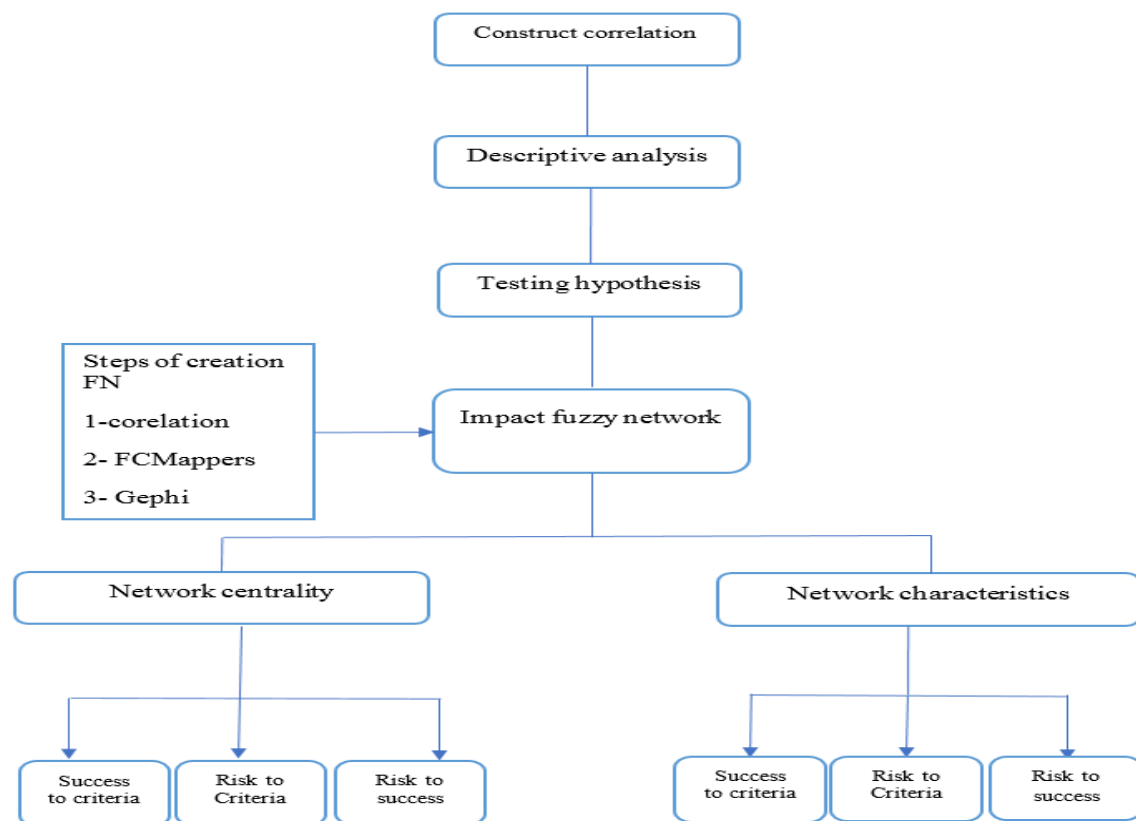 Construct correlation
Descriptive analysis
Testing hypothesis
Steps of creation
FN
1-corelation
2- FCMappers
3- Gephi
Impact fuzzy network
Network centrality
Network characteristics
Success
to criteria
Risk to
Criteria
Risk to
success
Success
to criteria
Risk to
Criteria
Risk to
success